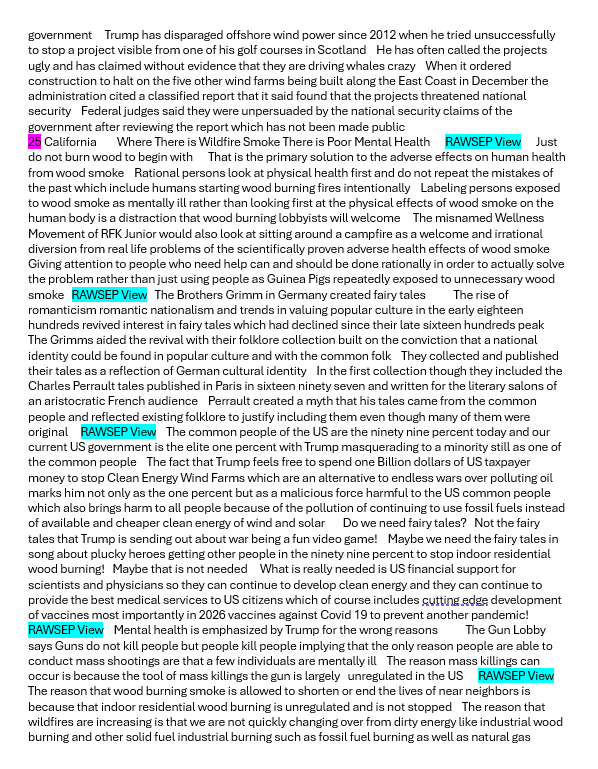 government    Trump has disparaged offshore wind power since 2012 when he tried unsuccessfully
to stop a project visible from one of his golf courses in Scotland   He has often called the projects
ugly and has claimed without evidence that they are driving whales crazy    When it ordered
construction to halt on the five other wind farms being built along the East Coast in December the
administration cited a classified report that it said found that the projects threatened national
security   Federal judges said they were unpersuaded by the national security claims of the
government after reviewing the report which has not been made public
25 California      Where There is Wildfire Smoke There is Poor Mental Health     RAWSEP View     Just
do not burn wood to begin with     That is the primary solution to the adverse effects on human health
from wood smoke   Rational persons look at physical health first and do not repeat the mistakes of
the past which include humans starting wood burning fires intentionally   Labeling persons exposed
to wood smoke as mentally ill rather than looking first at the physical effects of wood smoke on the
human body is a distraction that wood burning lobbyists will welcome    The misnamed Wellness
Movement of RFK Junior would also look at sitting around a campfire as a welcome and irrational
diversion from real life problems of the scientifically proven adverse health effects of wood smoke
Giving attention to people who need help can and should be done rationally in order to actually solve
the problem rather than just using people as Guinea Pigs repeatedly exposed to unnecessary wood
smoke   RAWSEP View   The Brothers Grimm in Germany created fairy tales         The rise of
romanticism romantic nationalism and trends in valuing popular culture in the early eighteen
hundreds revived interest in fairy tales which had declined since their late sixteen hundreds peak
The Grimms aided the revival with their folklore collection built on the conviction that a national
identity could be found in popular culture and with the common folk   They collected and published
their tales as a reflection of German cultural identity   In the first collection though they included the
Charles Perrault tales published in Paris in sixteen ninety seven and written for the literary salons of
an aristocratic French audience   Perrault created a myth that his tales came from the common
people and reflected existing folklore to justify including them even though many of them were
original    RAWSEP View   The common people of the US are the ninety nine percent today and our
current US government is the elite one percent with Trump masquerading to a minority still as one of
the common people   The fact that Trump feels free to spend one Billion dollars of US taxpayer
money to stop Clean Energy Wind Farms which are an alternative to endless wars over polluting oil
marks him not only as the one percent but as a malicious force harmful to the US common people
which also brings harm to all people because of the pollution of continuing to use fossil fuels instead
of available and cheaper clean energy of wind and solar      Do we need fairy tales?   Not the fairy
tales that Trump is sending out about war being a fun video game!   Maybe we need the fairy tales in
song about plucky heroes getting other people in the ninety nine percent to stop indoor residential
wood burning!   Maybe that is not needed    What is really needed is US financial support for
scientists and physicians so they can continue to develop clean energy and they can continue to
provide the best medical services to US citizens which of course includes cutting edge development
of vaccines most importantly in 2026 vaccines against Covid 19 to prevent another pandemic!
RAWSEP View   Mental health is emphasized by Trump for the wrong reasons         The Gun Lobby
says Guns do not kill people but people kill people implying that the only reason people are able to
conduct mass shootings are that a few individuals are mentally ill   The reason mass killings can
occur is because the tool of mass killings the gun is largely   unregulated in the US     RAWSEP View
The reason that wood burning smoke is allowed to shorten or end the lives of near neighbors is
because that indoor residential wood burning is unregulated and is not stopped   The reason that
wildfires are increasing is that we are not quickly changing over from dirty energy like industrial wood
burning and other solid fuel industrial burning such as fossil fuel burning as well as natural gas